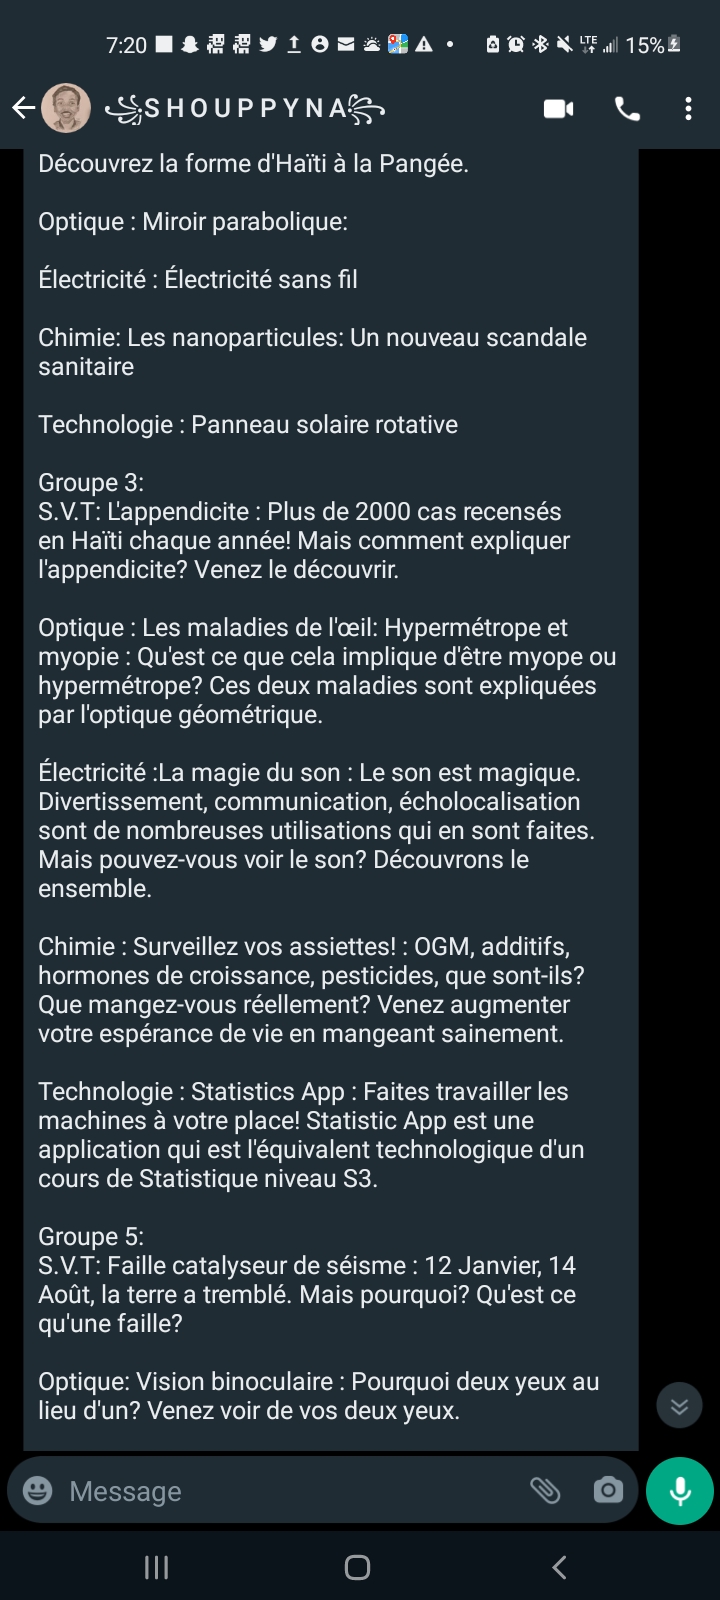 7:20
LTE
15%
SHOUPPYNA
Découvrez la forme d'Haïti à la Pangée.
Optique : Miroir parabolique:
Électricité : Électricité sans fil
Chimie: Les nanoparticules: Un nouveau scandale
sanitaire
Technologie : Panneau solaire rotative
Groupe 3:
S.V.T: L'appendicite : Plus de 2000 cas recensés
en Haïti chaque année! Mais comment expliquer
l'appendicite? Venez le découvrir.
Optique : Les maladies de l'œil: Hypermétrope et
myopie : Qu'est ce que cela implique d'être myope ou
hypermétrope? Ces deux maladies sont expliquées
par l'optique géométrique.
Électricité :La magie du son : Le son est magique.
Divertissement, communication, écholocalisation
sont de nombreuses utilisations qui en sont faites.
Mais pouvez-vous voir le son? Découvrons le
ensemble.
Chimie : Surveillez vos assiettes! : OGM, additifs,
hormones de croissance, pesticides, que sont-ils?
Que mangez-vous réellement? Venez augmenter
votre espérance de vie en mangeant sainement.
Technologie : Statistics App : Faites travailler les
machines à votre place! Statistic App est une
application qui est l'équivalent technologique d'un
cours de Statistique niveau S3.
Groupe 5:
S.V.T: Faille catalyseur de séisme : 12 Janvier, 14
Août, la terre a tremblé. Mais pourquoi? Qu'est ce
qu'une faille?
Optique: Vision binoculaire : Pourquoi deux yeux au
lieu d'un? Venez voir de vos deux yeux.
Message